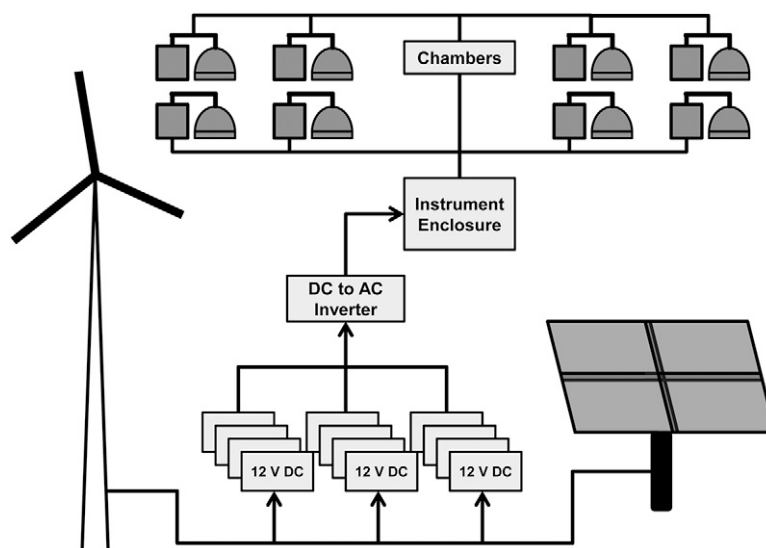 Chambers
Instrument
Enclosure
DC to AC
Inverter
12 V DC
12 V DC
12 V DC